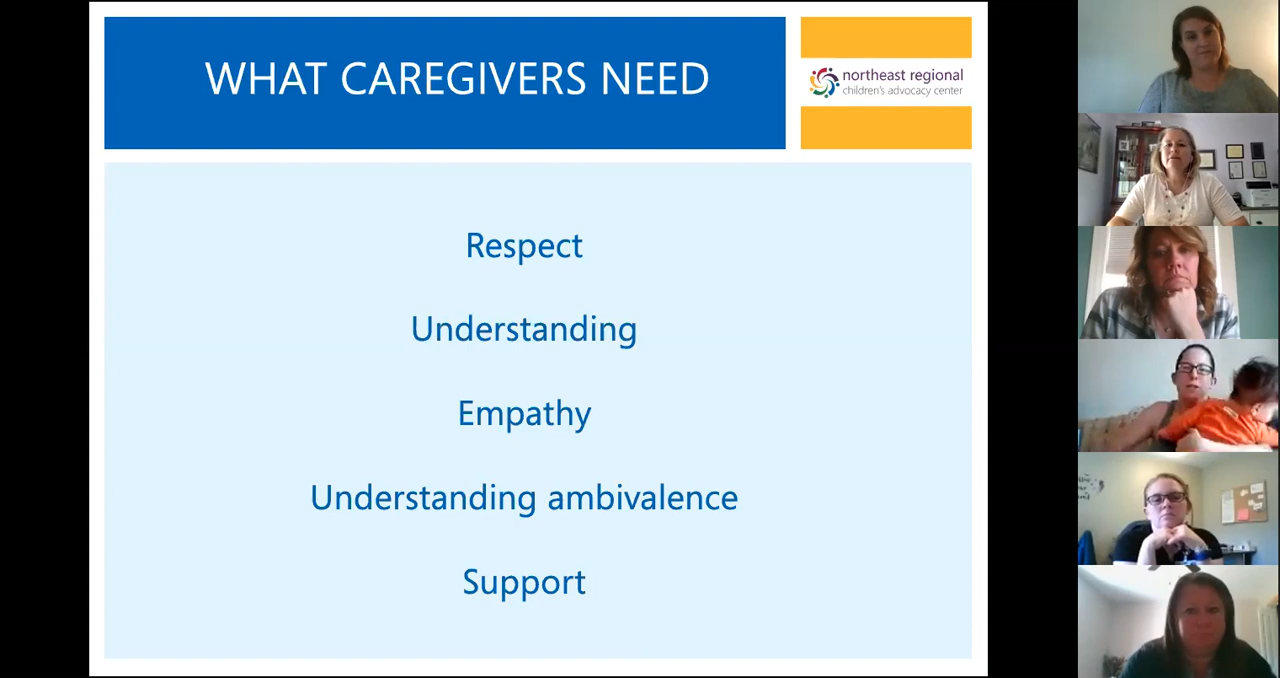 WHAT CAREGIVERS NEED
northeast regional
children's advocacy center
Respect
Understanding
Empathy
Understanding ambivalence
Support